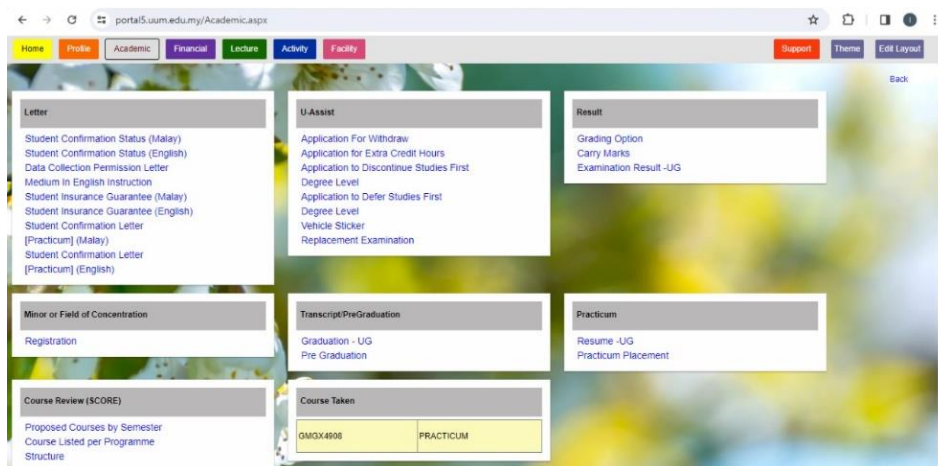 portal5.uum.edu.my/Academic.aspx
Home
Profile
Academic
Financial
Lecture
Activity
Facility
Support
Theme
Edit Layout
Back
Letter
Student Confirmation Status (Malay)
Student Confirmation Status (English)
Data Collection Permission Letter
Medium In English Instruction
Student Insurance Guarantee (Malay)
Student Insurance Guarantee (English)
Student Confirmation Letter
[Practicum] (Malay)
Student Confirmation Letter
[Practicum] (English)
U-Assist
Application For Withdraw
Application for Extra Credit Hours
Application to Discontinue Studies First
Degree Level
Application to Defer Studies First
Degree Level
Vehicle Sticker
Replacement Examination
Result
Grading Option
Carry Marks
Examination Result -UG
Minor or Field of Concentration
Registration
Transcript/PreGraduation
Graduation - UG
Pre Graduation
Practicum
Resume -UG
Practicum Placement
Course Review (SCORE)
Proposed Courses by Semester
Course Listed per Programme
Structure
Course Taken
GMGX4908
PRACTICUM